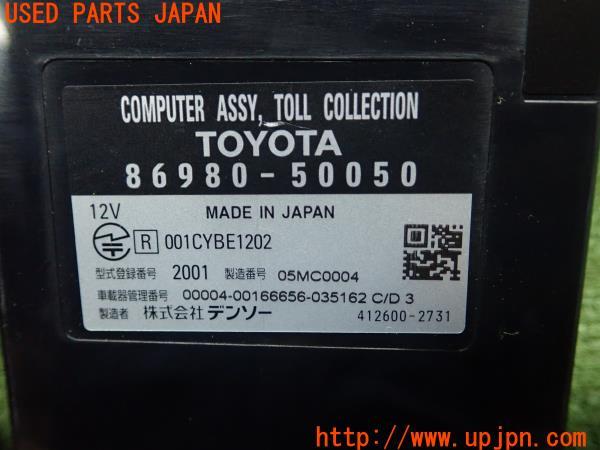 USED PARTS JAPAN
COMPUTER ASSY, TOLL COLLECTION
TOYOTA
86980-50050
12V MADE IN JAPAN
R 001CYBE1202
型式登録番号 2001 製造番号 05MC0004
車載器管理番号 00004-00166656-035162 C/D 3
製造者 株式会社 デンソー 412600-2731
http://www.upjpn.com